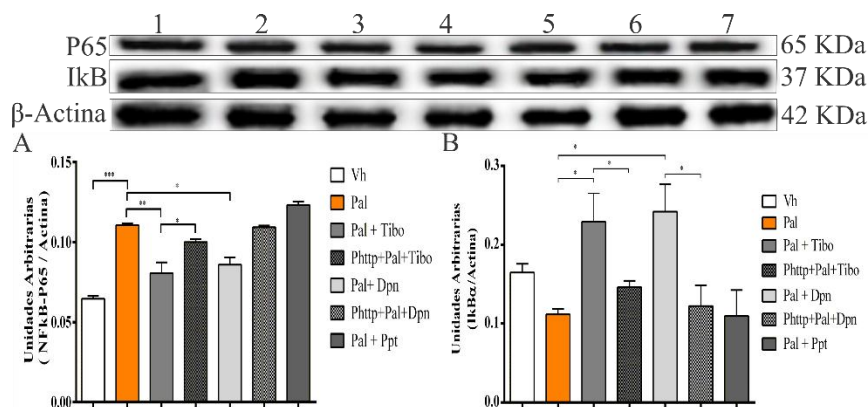 1 2 3 4 5 6 7
P65 65 KDa
IkB 37 KDa
β-Actina 42 KDa
A
Unidades Arbitrarias
( NFkB-P65 / Actina)
0.15
0.10
0.05
0.00
***
**
*
*
Vh
Pal
Pal + Tibo
Phttp+Pal+Tibo
Pal+ Dpn
Phttp+Pal+Dpn
Pal + Ppt
B
Unidades Arbitrarias
(IkBα/Actina)
0.3
0.2
0.1
0.00
*
*
*
*
Vh
Pal
Pal + Tibo
Phttp+Pal+Tibo
Pal + Dpn
Phttp+Pal+Dpn
Pal + Ppt